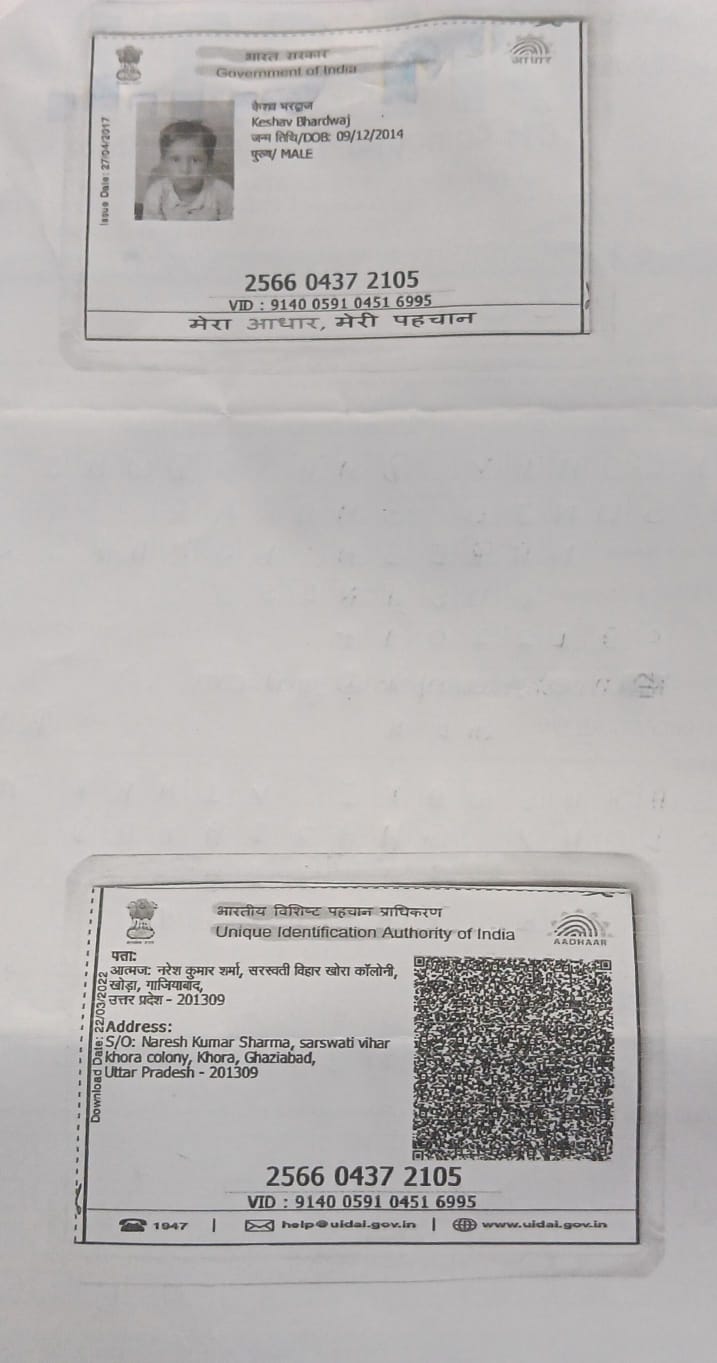 भारत सरकार
Government of India
आधार
Issue Date: 27/04/2017
केशव भरद्वाज
Keshav Bhardwaj
जन्म तिथि/DOB: 09/12/2014
पुरुष/ MALE
2566 0437 2105
VID : 9140 0591 0451 6995
मेरा आधार, मेरी पहचान
भारतीय विशिष्ट पहचान प्राधिकरण
Unique Identification Authority of India
AADHAAR
Download Date: 22/03/2022
पता:
आत्मज: नरेश कुमार शर्मा, सरस्वती विहार खोरा कॉलोनी,
खोड़ा, गाजियाबाद,
उत्तर प्रदेश - 201309
Address:
S/O: Naresh Kumar Sharma, sarswati vihar
khora colony, Khora, Ghaziabad,
Uttar Pradesh - 201309
2566 0437 2105
VID : 9140 0591 0451 6995
1947 | help@uidai.gov.in | www.uidai.gov.in